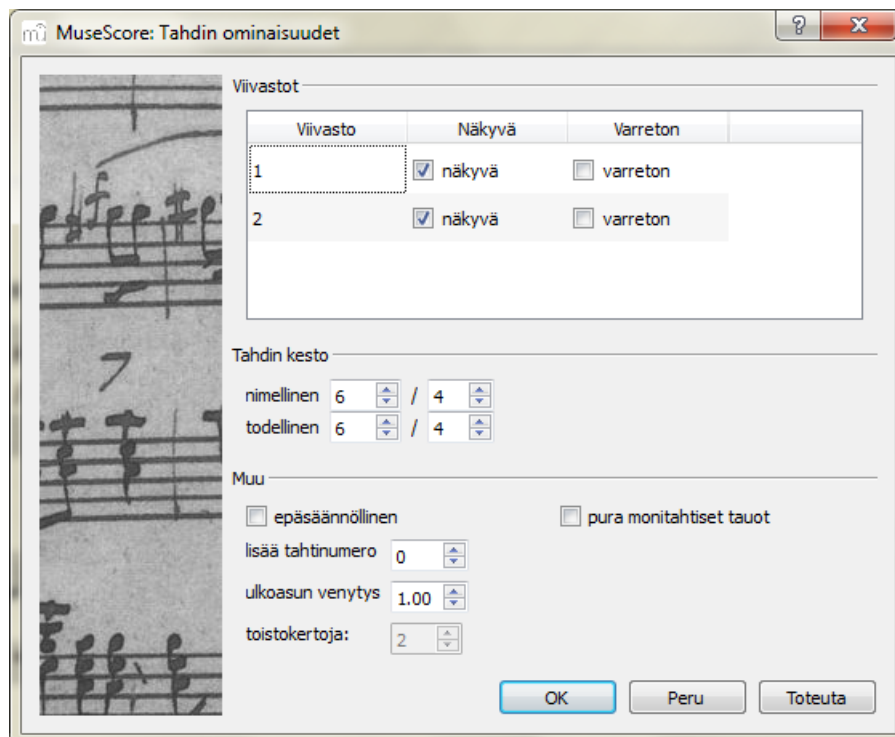 MuseScore: Tahdin ominaisuudet
Viivastot
Viivasto Näkyvä Varreton
1 näkyvä varreton
2 näkyvä varreton
Tahdin kesto
nimellinen 6 / 4
todellinen 6 / 4
Muu
epäsäännöllinen pura monitahtiset tauot
lisää tahtinumero 0
ulkoasun venytys 1.00
toistokertoja: 2
OK Peru Toteuta